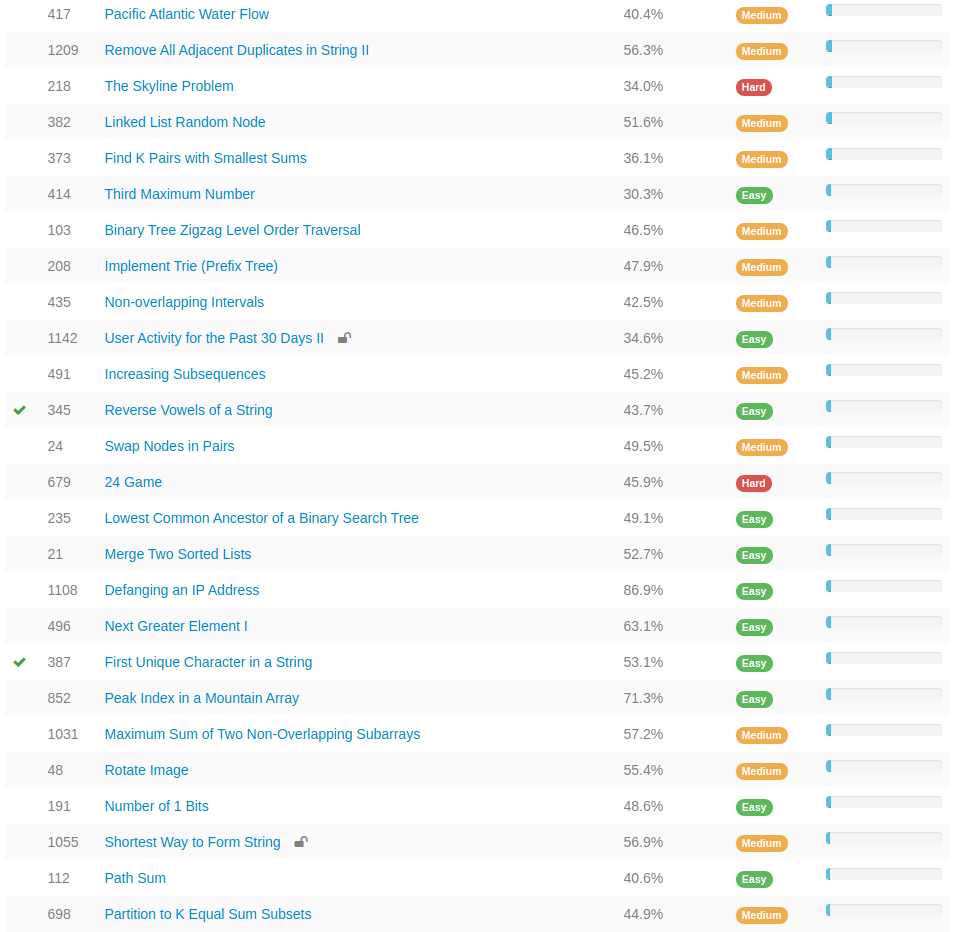 417 Pacific Atlantic Water Flow 40.4% Medium
1209 Remove All Adjacent Duplicates in String II 56.3% Medium
218 The Skyline Problem 34.0% Hard
382 Linked List Random Node 51.6% Medium
373 Find K Pairs with Smallest Sums 36.1% Medium
414 Third Maximum Number 30.3% Easy
103 Binary Tree Zigzag Level Order Traversal 46.5% Medium
208 Implement Trie (Prefix Tree) 47.9% Medium
435 Non-overlapping Intervals 42.5% Medium
1142 User Activity for the Past 30 Days II 34.6% Easy
491 Increasing Subsequences 45.2% Medium
345 Reverse Vowels of a String 43.7% Easy
24 Swap Nodes in Pairs 49.5% Medium
679 24 Game 45.9% Hard
235 Lowest Common Ancestor of a Binary Search Tree 49.1% Easy
21 Merge Two Sorted Lists 52.7% Easy
1108 Defanging an IP Address 86.9% Easy
496 Next Greater Element I 63.1% Easy
387 First Unique Character in a String 53.1% Easy
852 Peak Index in a Mountain Array 71.3% Easy
1031 Maximum Sum of Two Non-Overlapping Subarrays 57.2% Medium
48 Rotate Image 55.4% Medium
191 Number of 1 Bits 48.6% Easy
1055 Shortest Way to Form String 56.9% Medium
112 Path Sum 40.6% Easy
698 Partition to K Equal Sum Subsets 44.9% Medium